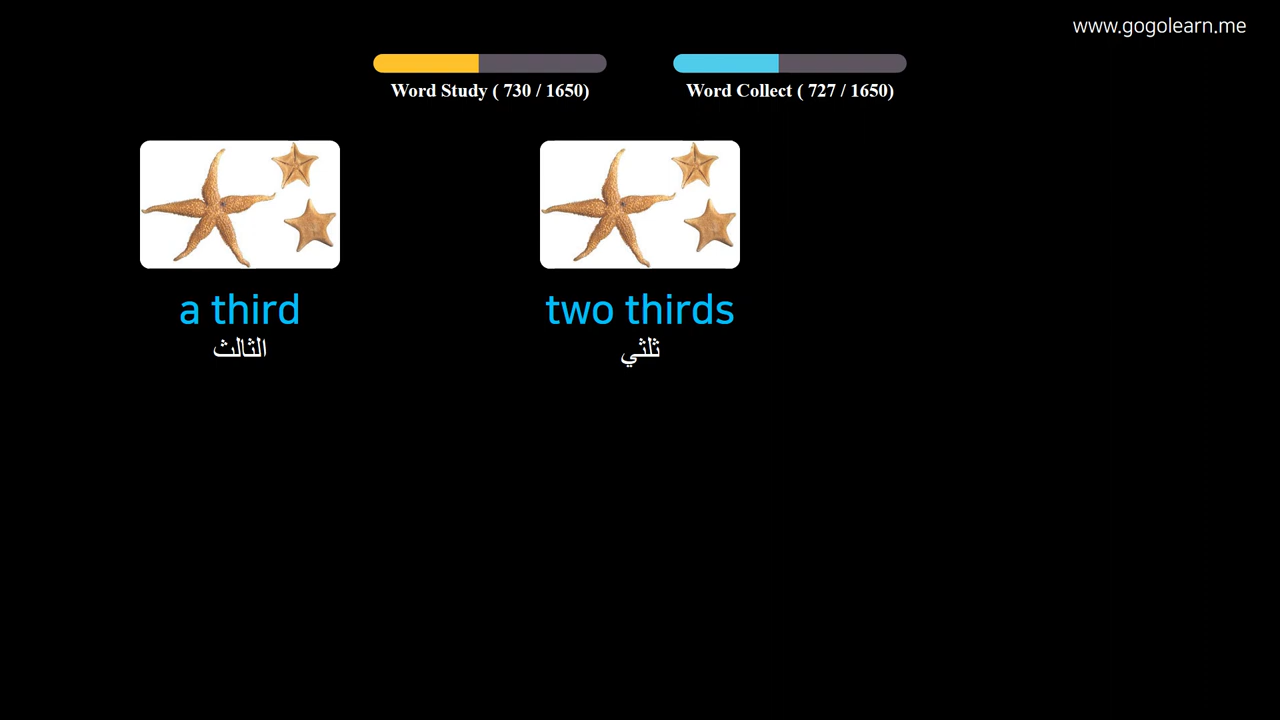 www.gogolearn.me
Word Study ( 730 / 1650)
Word Collect ( 727 / 1650)
a third
الثالث
two thirds
ثلثي